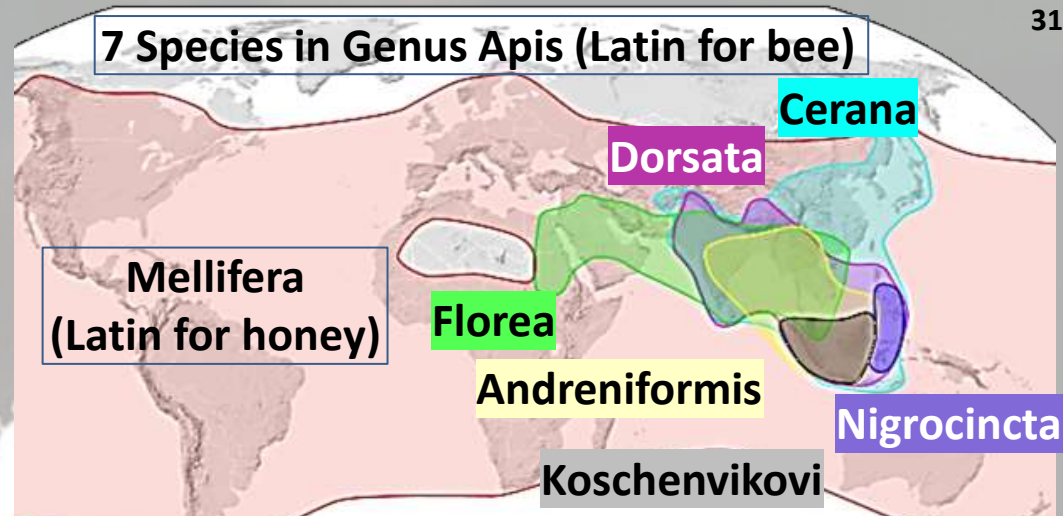 31
7 Species in Genus Apis (Latin for bee)
Cerana
Dorsata
Mellifera
(Latin for honey)
Florea
Andreniformis
Nigrocincta
Koschenvikovi